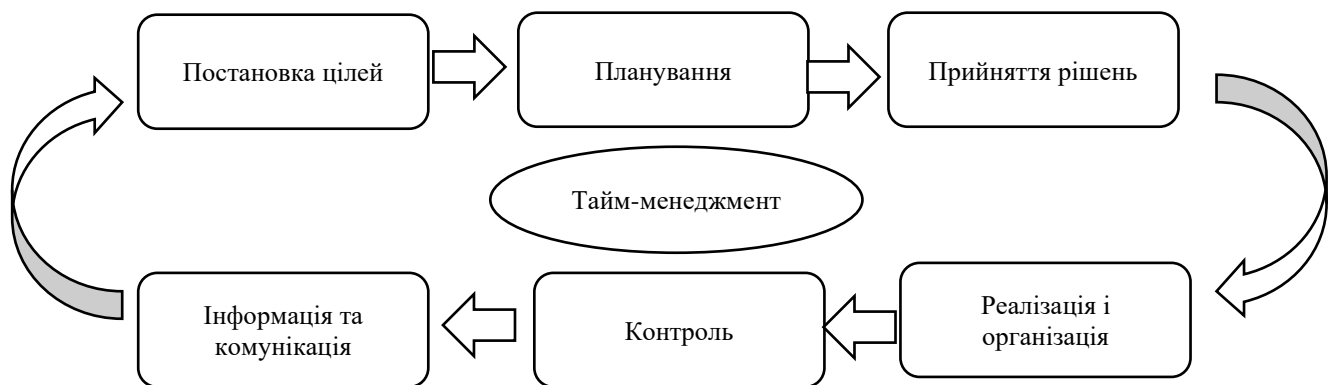 Постановка цілей
Планування
Прийняття рішень
Тайм-менеджмент
Реалізація і
організація
Контроль
Інформація та
комунікація